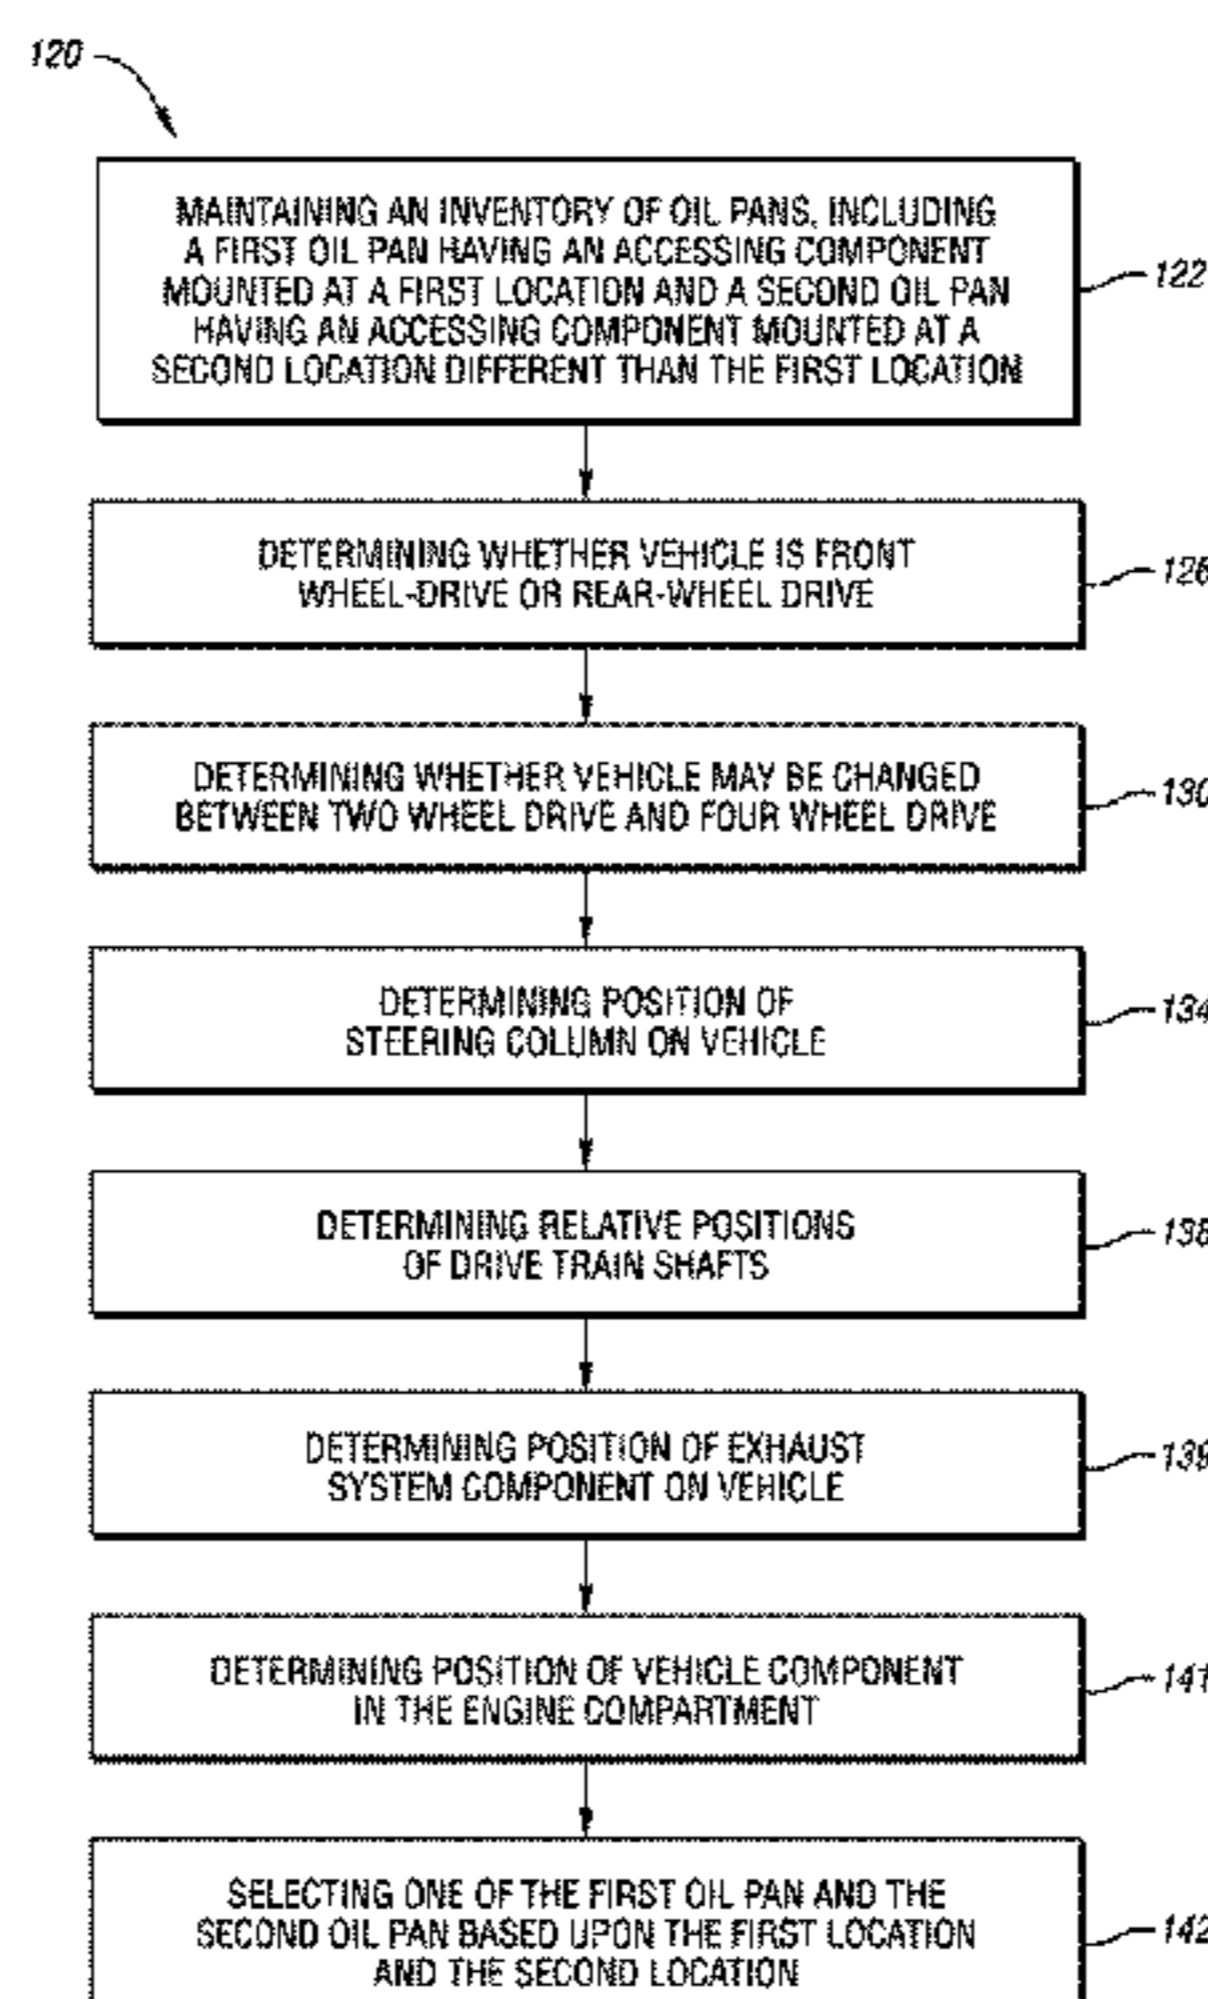 120
MAINTAINING AN INVENTORY OF OIL PANS, INCLUDING
A FIRST OIL PAN HAVING AN ACCESSING COMPONENT
MOUNTED AT A FIRST LOCATION AND A SECOND OIL PAN
HAVING AN ACCESSING COMPONENT MOUNTED AT A
SECOND LOCATION DIFFERENT THAN THE FIRST LOCATION
122
DETERMINING WHETHER VEHICLE IS FRONT
WHEEL-DRIVE OR REAR-WHEEL DRIVE
126
DETERMINING WHETHER VEHICLE MAY BE CHANGED
BETWEEN TWO WHEEL DRIVE AND FOUR WHEEL DRIVE
130
DETERMINING POSITION OF
STEERING COLUMN ON VEHICLE
134
DETERMINING RELATIVE POSITIONS
OF DRIVE TRAIN SHAFTS
138
DETERMINING POSITION OF EXHAUST
SYSTEM COMPONENT ON VEHICLE
139
DETERMINING POSITION OF VEHICLE COMPONENT
IN THE ENGINE COMPARTMENT
141
SELECTING ONE OF THE FIRST OIL PAN AND THE
SECOND OIL PAN BASED UPON THE FIRST LOCATION
AND THE SECOND LOCATION
142